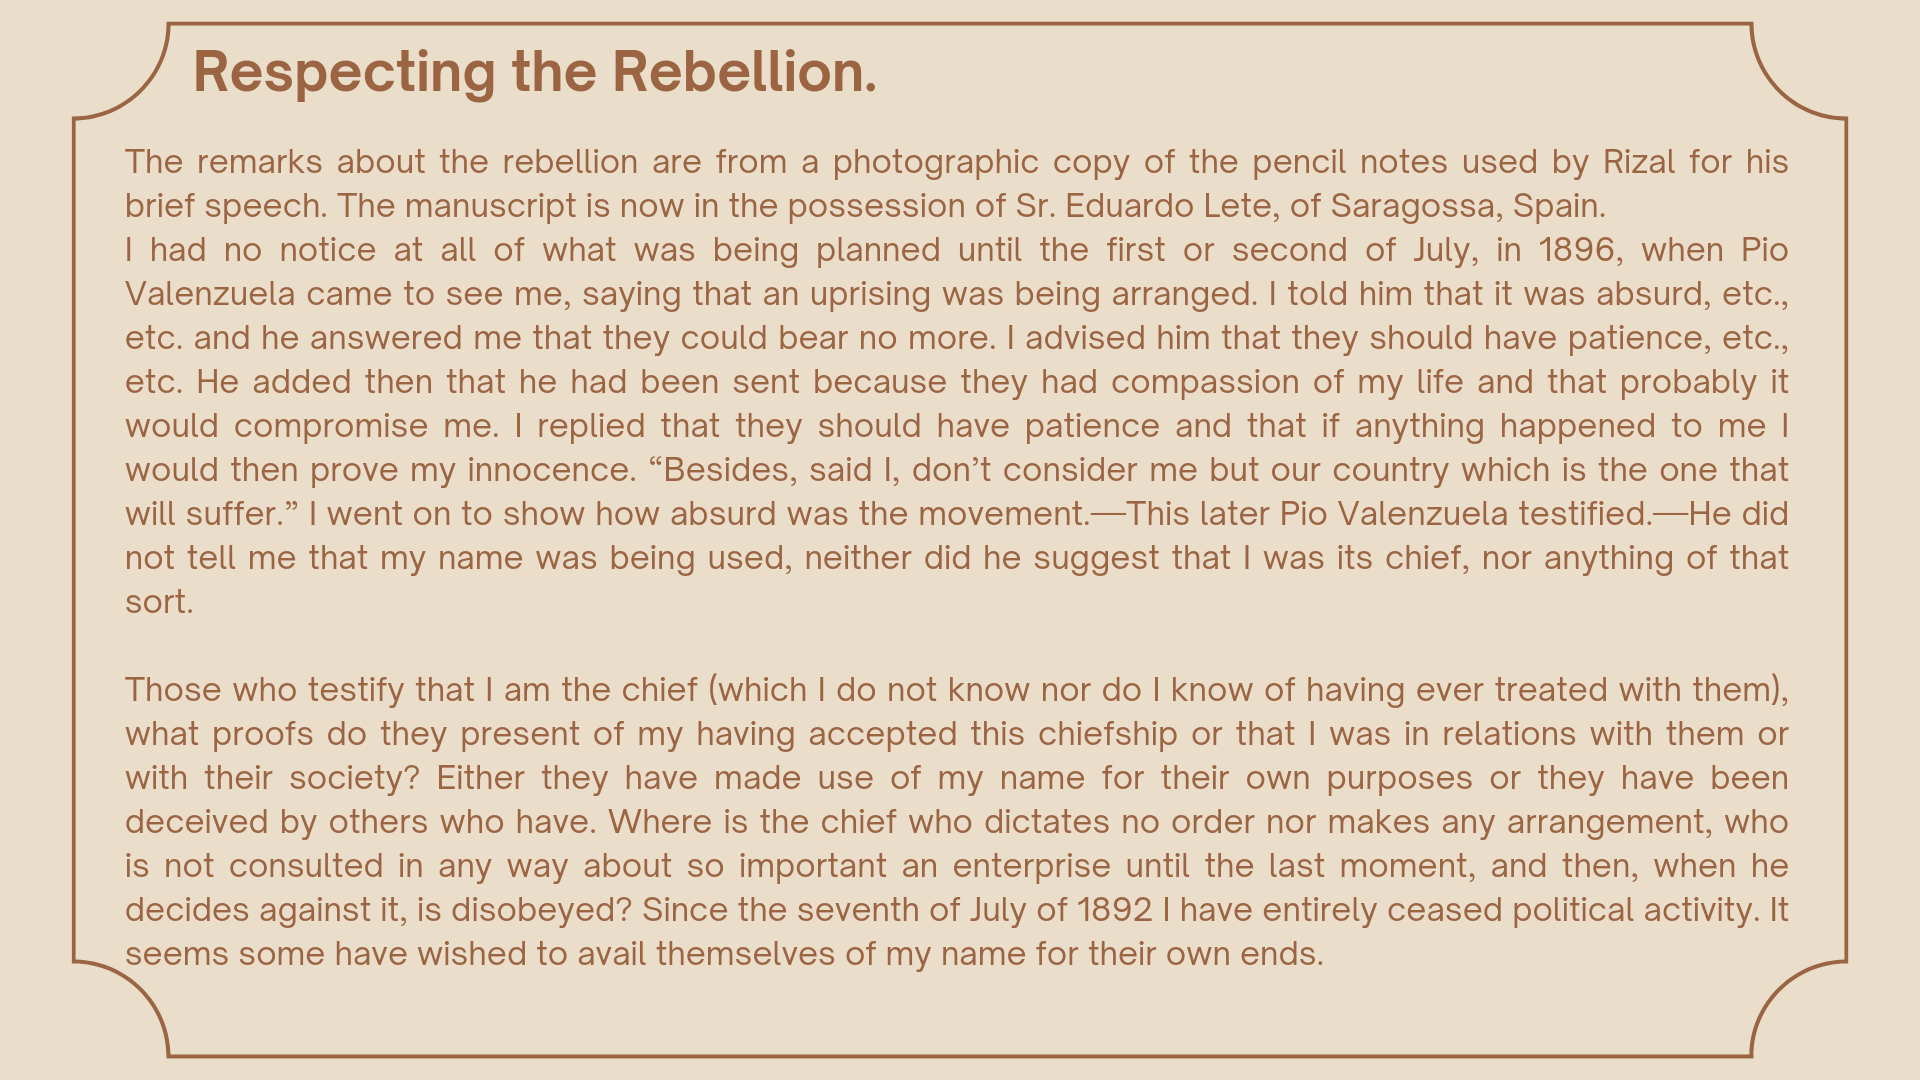 Respecting the Rebellion.
The remarks about the rebellion are from a photographic copy of the pencil notes used by Rizal for his
brief speech. The manuscript is now in the possession of Sr. Eduardo Lete, of Saragossa, Spain.
I had no notice at all of what was being planned until the first or second of July, in 1896, when Pio
Valenzuela came to see me, saying that an uprising was being arranged. I told him that it was absurd, etc.,
etc. and he answered me that they could bear no more. I advised him that they should have patience, etc.,
etc. He added then that he had been sent because they had compassion of my life and that probably it
would compromise me. I replied that they should have patience and that if anything happened to me I
would then prove my innocence. “Besides, said I, don’t consider me but our country which is the one that
will suffer.” I went on to show how absurd was the movement.—This later Pio Valenzuela testified.—He did
not tell me that my name was being used, neither did he suggest that I was its chief, nor anything of that
sort.
Those who testify that I am the chief (which I do not know nor do I know of having ever treated with them),
what proofs do they present of my having accepted this chiefship or that I was in relations with them or
with their society? Either they have made use of my name for their own purposes or they have been
deceived by others who have. Where is the chief who dictates no order nor makes any arrangement, who
is not consulted in any way about so important an enterprise until the last moment, and then, when he
decides against it, is disobeyed? Since the seventh of July of 1892 I have entirely ceased political activity. It
seems some have wished to avail themselves of my name for their own ends.